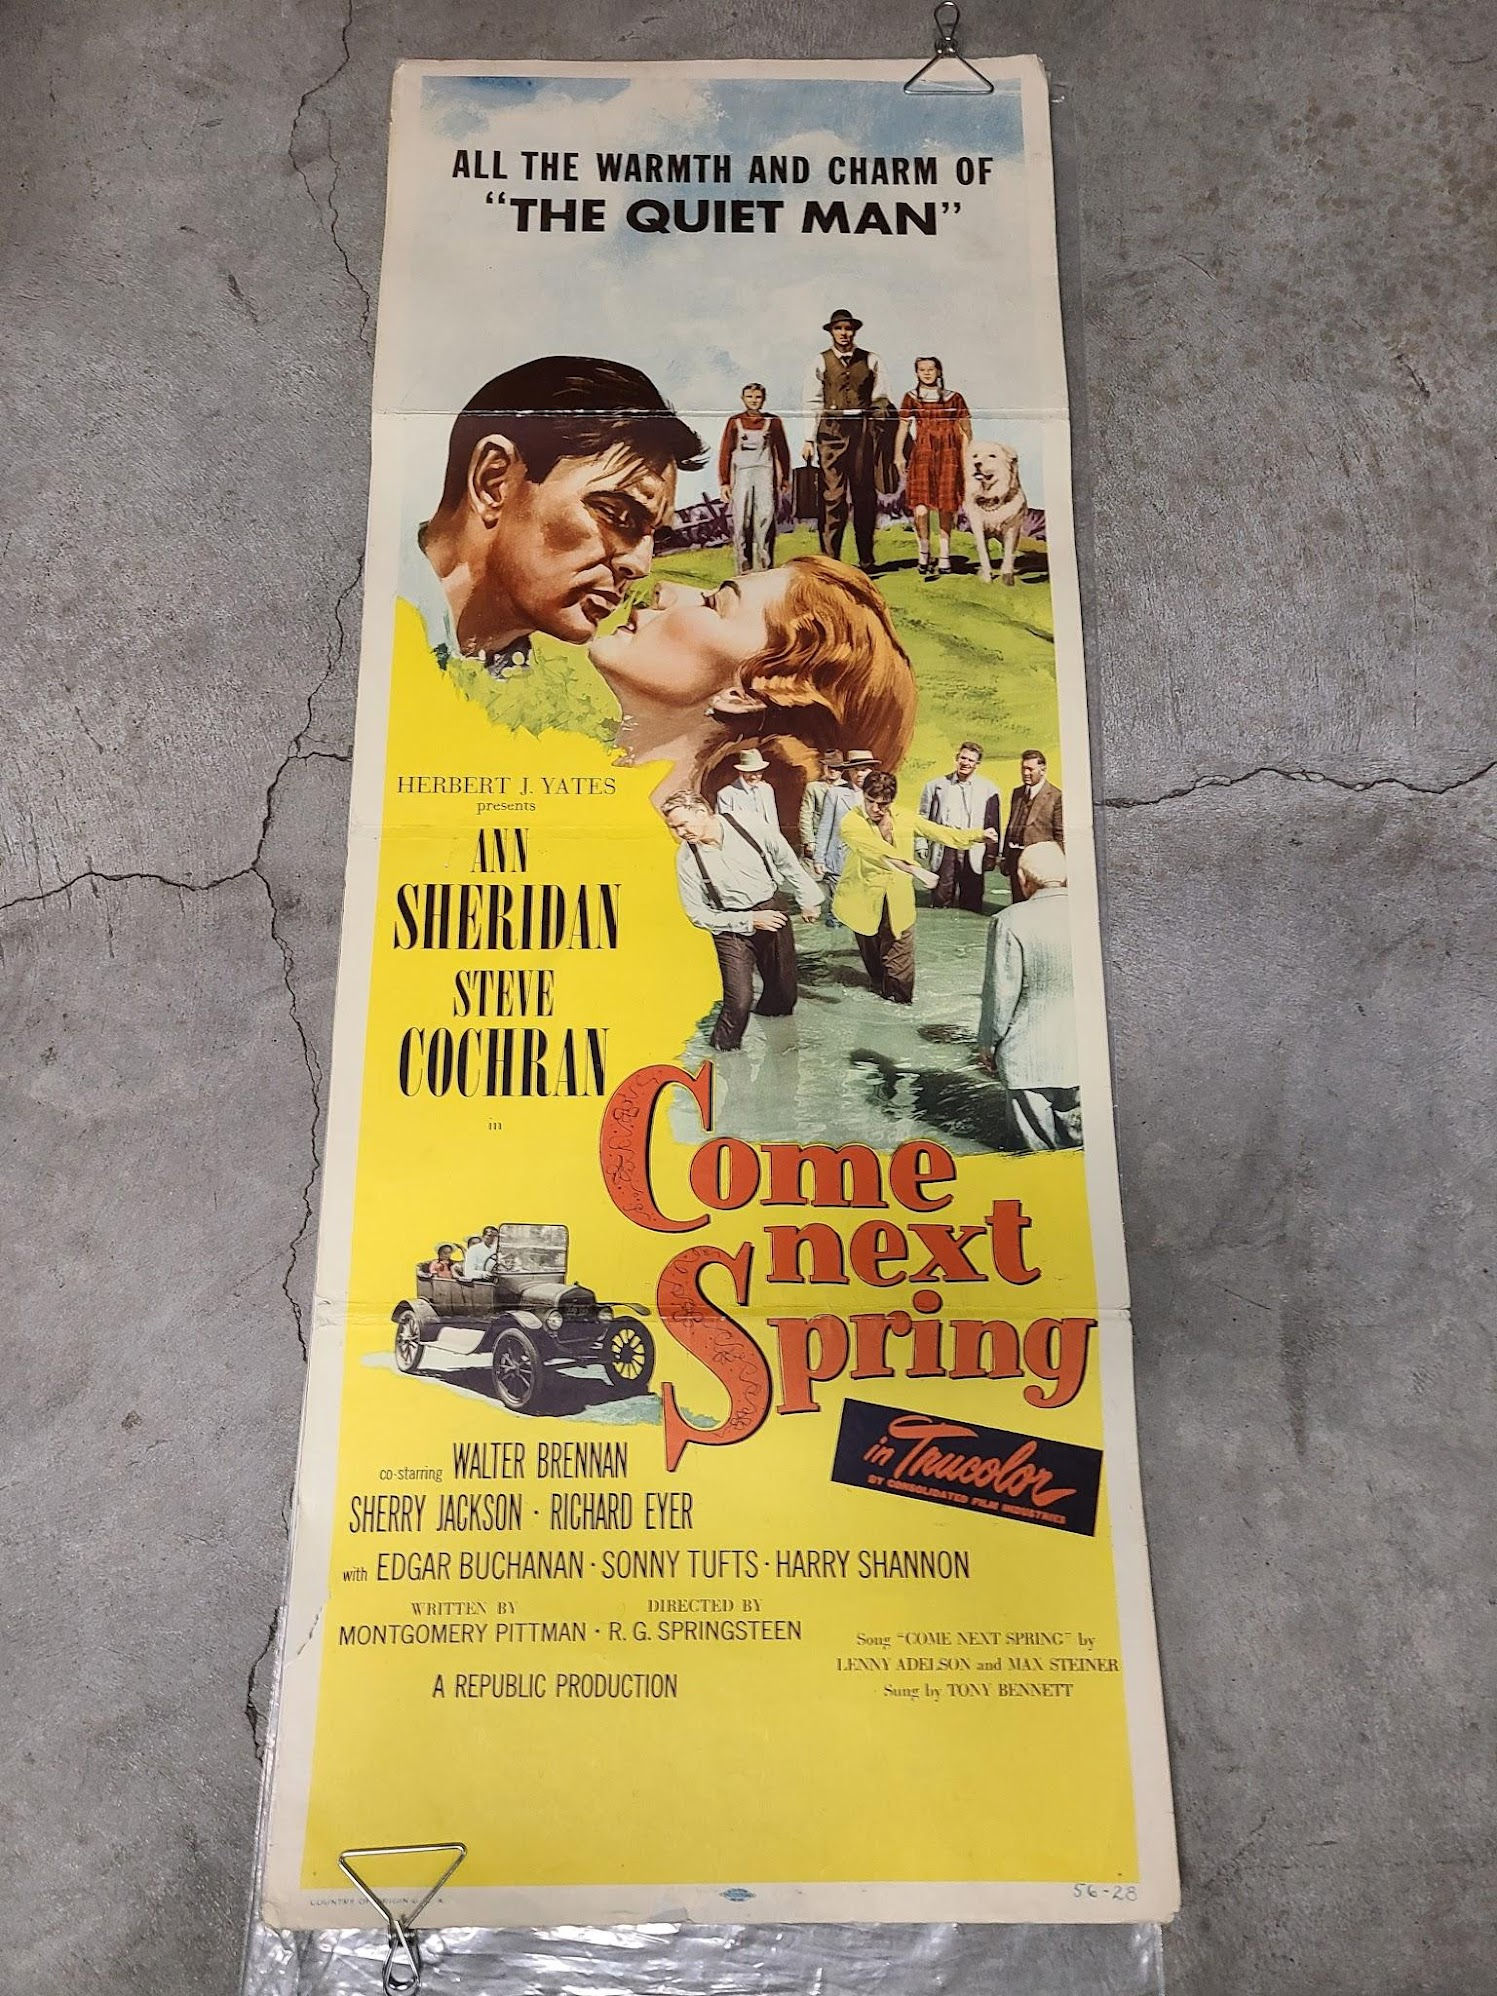 ALL THE WARMTH AND CHARM OF
"THE QUIET MAN"
HERBERT J. YATES
presents
ANN
SHERIDAN
STEVE
COCHRAN
in
Come
next
Spring
in Trucolor
BY CONSOLIDATED FILM INDUSTRIES
co-starring WALTER BRENNAN
SHERRY JACKSON · RICHARD EYER
with EDGAR BUCHANAN · SONNY TUFTS · HARRY SHANNON
WRITTEN BY DIRECTED BY
MONTGOMERY PITTMAN · R. G. SPRINGSTEEN
Song "COME NEXT SPRING" by
LENNY ADELSON and MAX STEINER
Sung by TONY BENNETT
A REPUBLIC PRODUCTION
COUNTRY OF ORIGIN U.
56-28